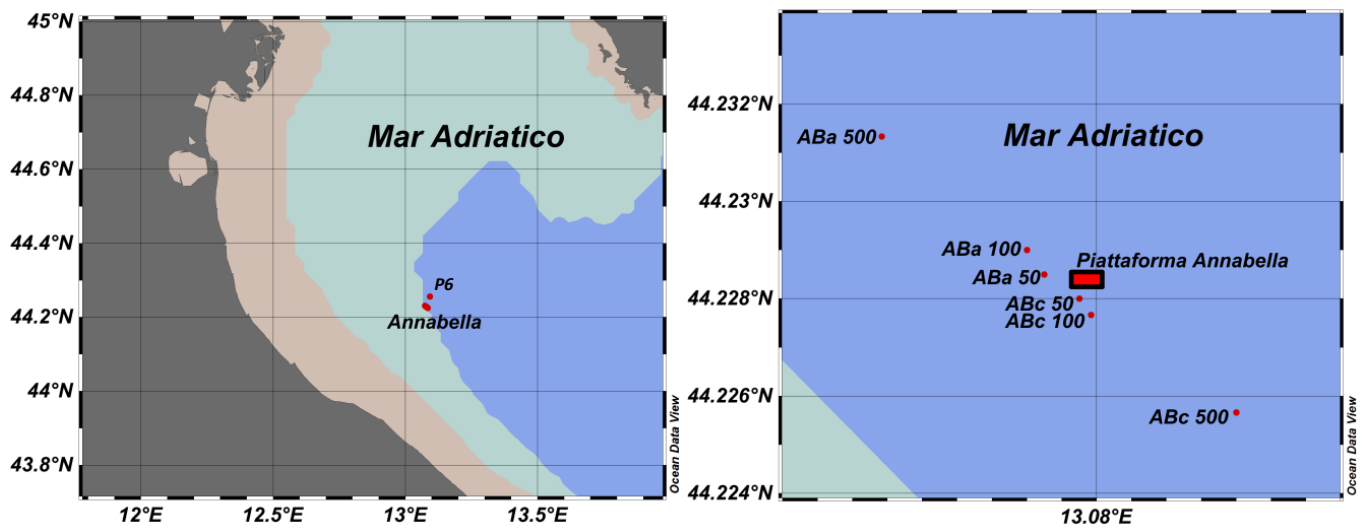 45°N
44.8°N
44.6°N
44.4°N
44.2°N
44°N
43.8°N
12°E
12.5°E
13°E
13.5°E
Mar Adriatico
P6
Annabella
Ocean Data View
44.232°N
44.23°N
44.228°N
44.226°N
44.224°N
13.08°E
Mar Adriatico
ABa 500
ABa 100
Piattaforma Annabella
ABa 50
ABc 50
ABc 100
ABc 500
Ocean Data View